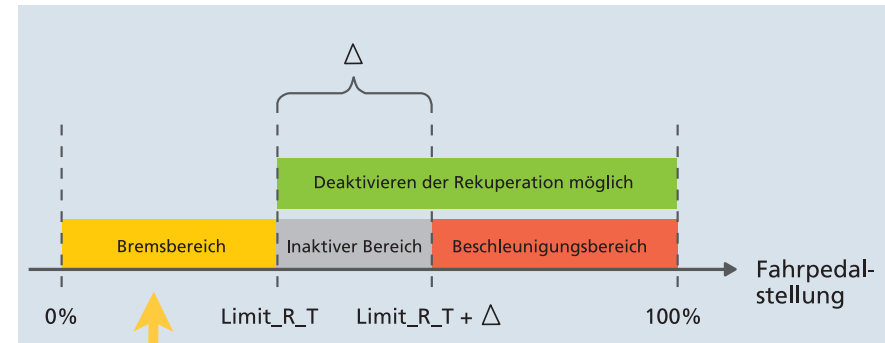 Δ
Deaktivieren der Rekuperation möglich
Bremsbereich
Inaktiver Bereich
Beschleunigungsbereich
Fahrpedal-
stellung
0%
Limit_R_T
Limit_R_T + Δ
100%